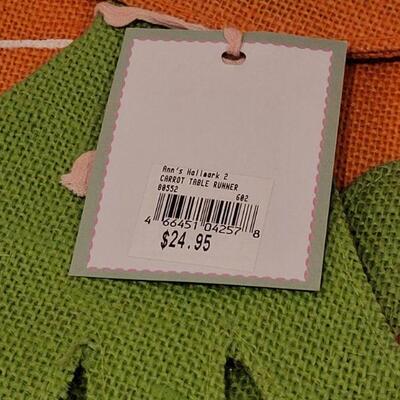 Ann's Hallmark 2
CARROT TABLE RUNNER
80552 602
4 66451 04257 8
$24.95